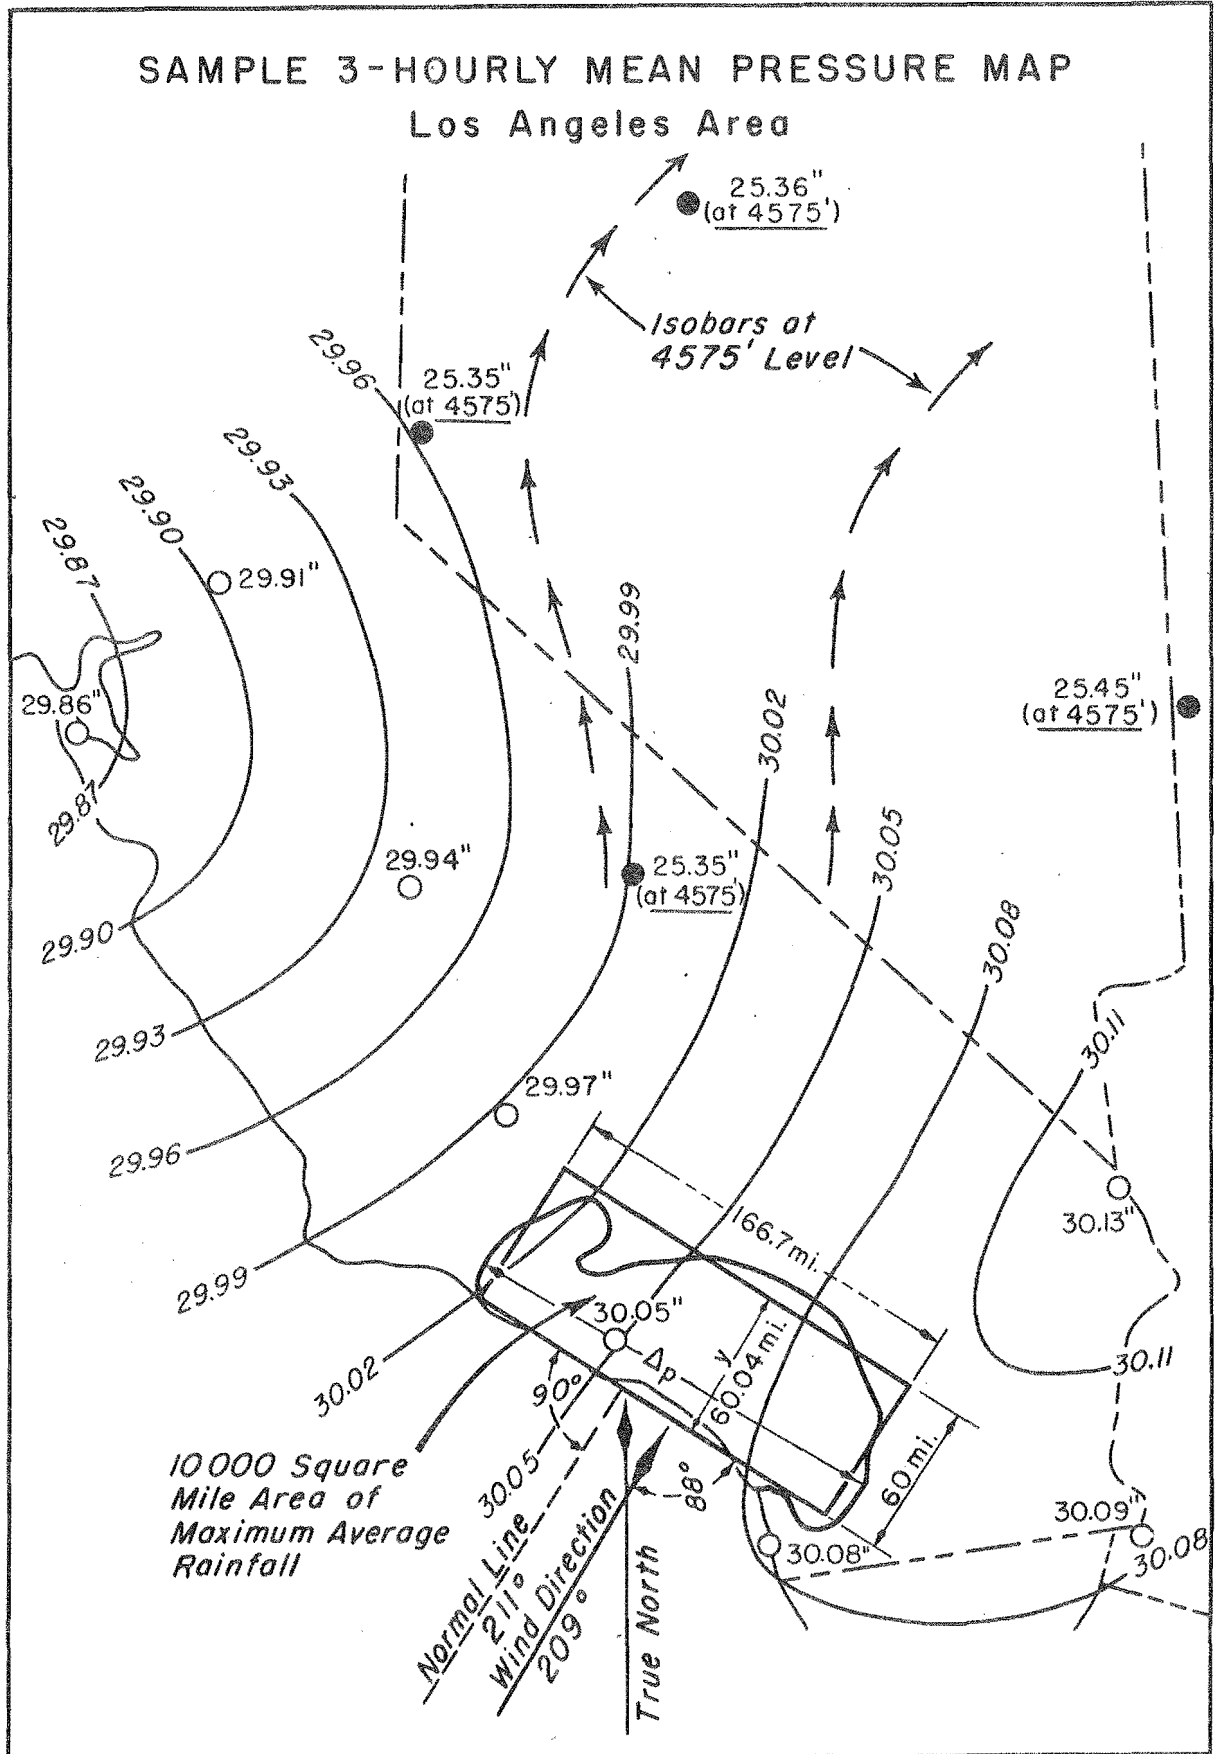 SAMPLE 3-HOURLY MEAN PRESSURE MAP
Los Angeles Area
25.36"
(at 4575')
Isobars at
4575' Level
29.96
25.35"
(at 4575')
29.93
29.90
29.87
29.91"
29.99
29.86"
25.45"
(at 4575')
30.02
29.87
30.05
29.94"
25.35"
(at 4575')
29.90
30.08
29.93
30.11
29.97"
29.96
166.7 mi.
30.13"
29.99
30.05"
Δp
y
60.04 mi.
30.11
30.02
90°
60 mi.
10 000 Square
Mile Area of
Maximum Average
Rainfall
30.05
88°
30.09"
30.08"
30.08
Normal Line
211°
Wind Direction
209°
True North